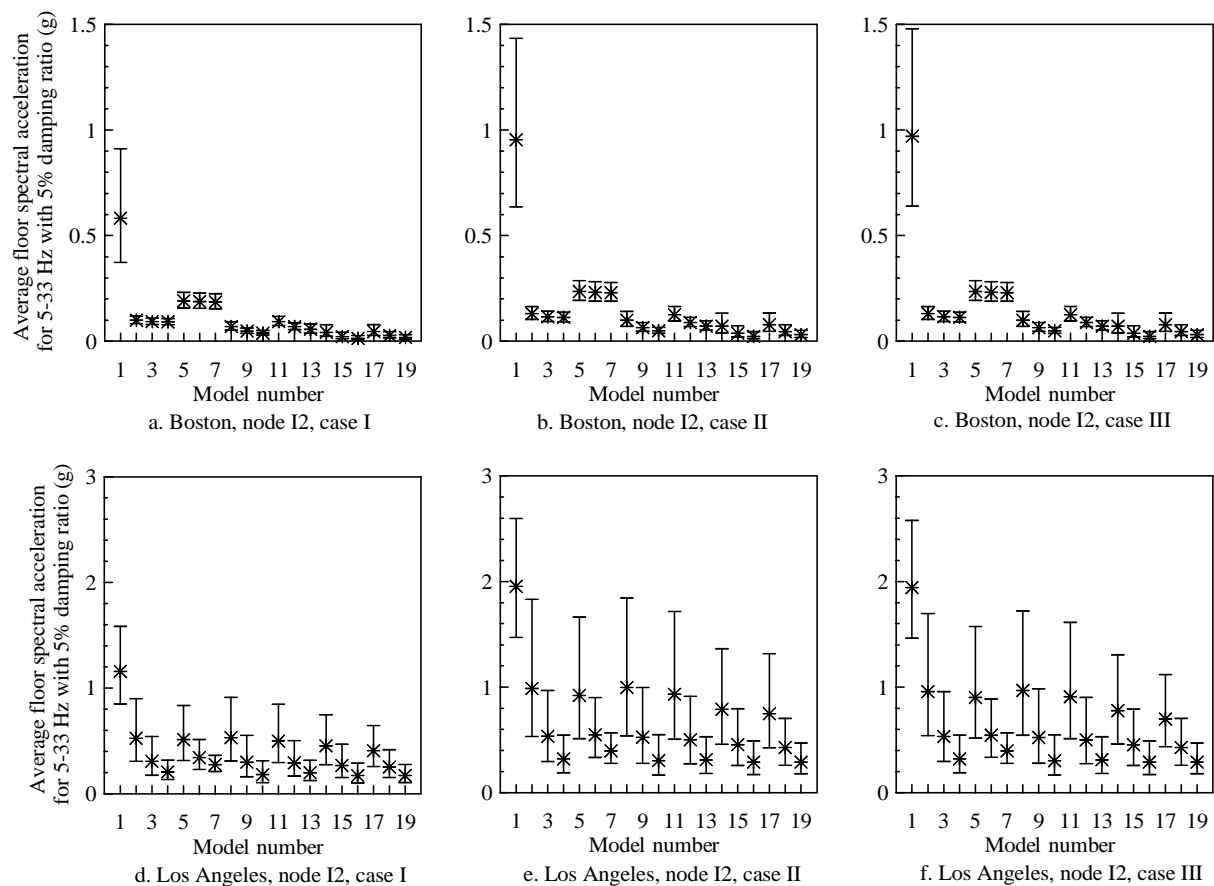 Average floor spectral acceleration
for 5-33 Hz with 5% damping ratio (g)
1.5
1
0.5
0
1 3 5 7 9 11 13 15 17 19
Model number
a. Boston, node I2, case I
1.5
1
0.5
0
1 3 5 7 9 11 13 15 17 19
Model number
b. Boston, node I2, case II
1.5
1
0.5
0
1 3 5 7 9 11 13 15 17 19
Model number
c. Boston, node I2, case III
Average floor spectral acceleration
for 5-33 Hz with 5% damping ratio (g)
3
2
1
0
1 3 5 7 9 11 13 15 17 19
Model number
d. Los Angeles, node I2, case I
3
2
1
0
1 3 5 7 9 11 13 15 17 19
Model number
e. Los Angeles, node I2, case II
3
2
1
0
1 3 5 7 9 11 13 15 17 19
Model number
f. Los Angeles, node I2, case III